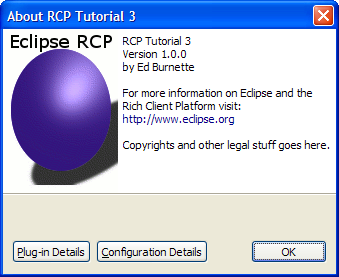 About RCP Tutorial 3
Eclipse RCP
RCP Tutorial 3
Version 1.0.0
by Ed Burnette
For more information on Eclipse and the
Rich Client Platform visit:
http://www.eclipse.org
Copyrights and other legal stuff goes here.
Plug-in Details
Configuration Details
OK